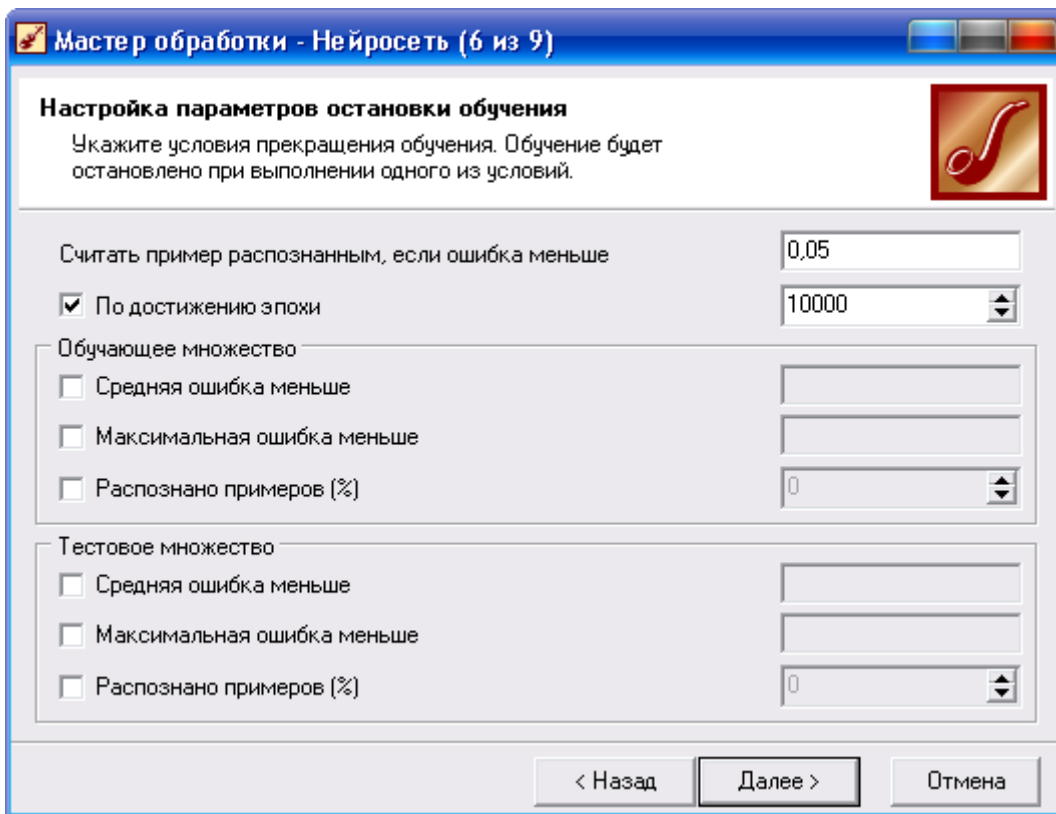 Мастер обработки - Нейросеть (6 из 9)
Настройка параметров остановки обучения
Укажите условия прекращения обучения. Обучение будет
остановлено при выполнении одного из условий.
Считать пример распознанным, если ошибка меньше 0,05
По достижению эпохи 10000
Обучающее множество
Средняя ошибка меньше
Максимальная ошибка меньше
Распознано примеров (%) 0
Тестовое множество
Средняя ошибка меньше
Максимальная ошибка меньше
Распознано примеров (%) 0
< Назад Далее > Отмена